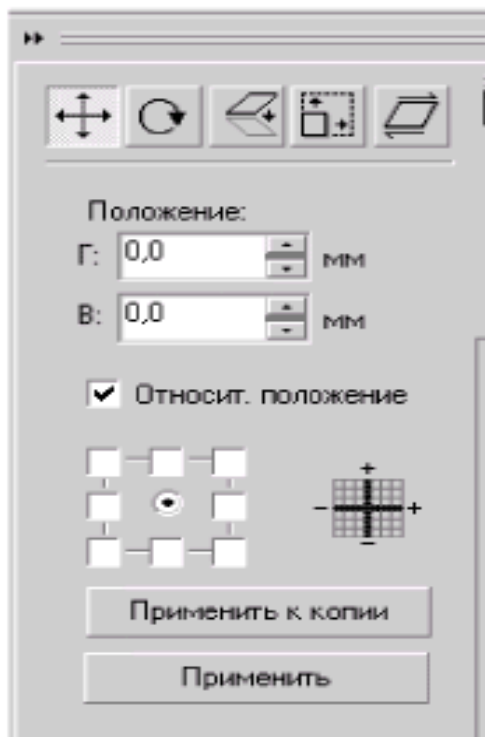 Положение:
Г: 0,0 мм
В: 0,0 мм
Относит. положение
Применить к копии
Применить